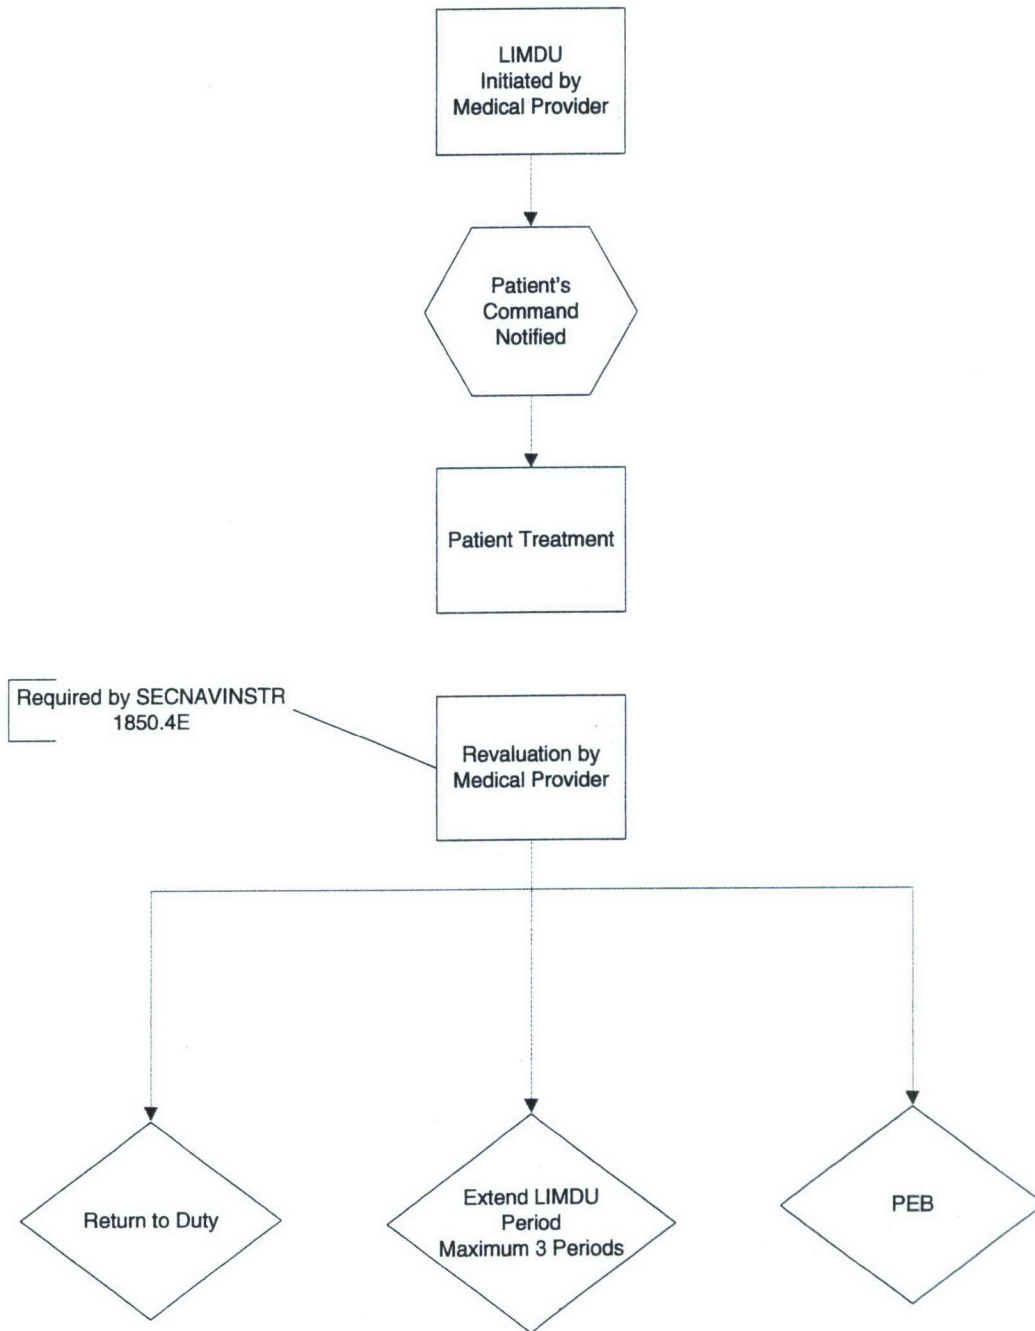 LIMDU
Initiated by
Medical Provider
Patient's
Command
Notified
Patient Treatment
Required by SECNAVINSTR
1850.4E
Revaluation by
Medical Provider
Return to Duty
Extend LIMDU
Period
Maximum 3 Periods
PEB